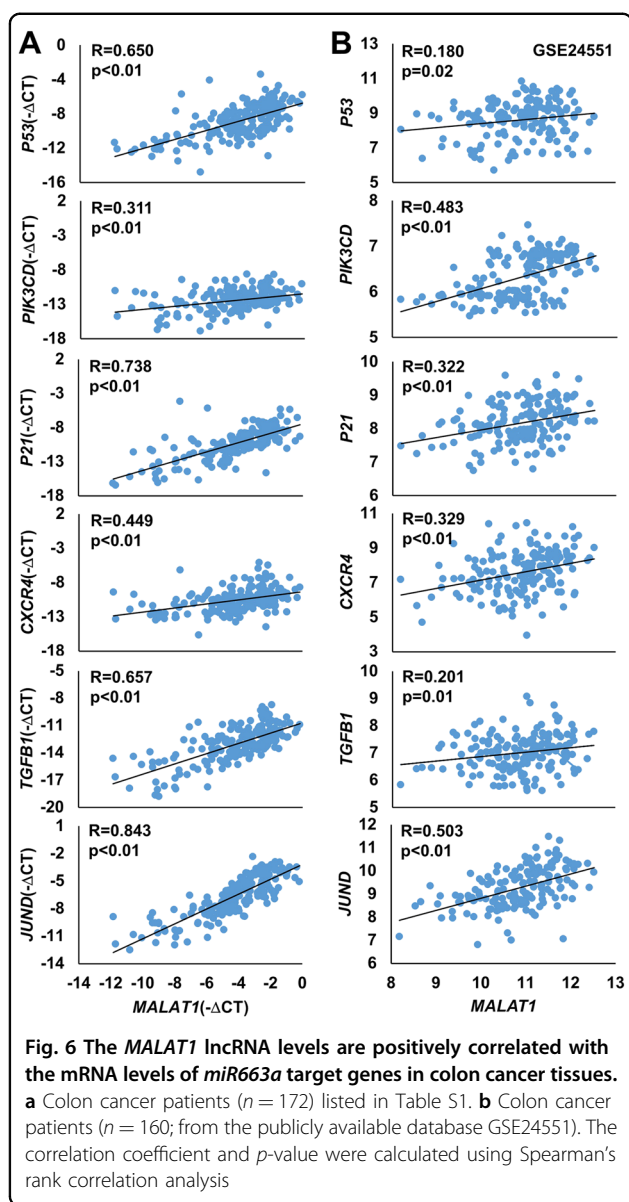 A
0
-4
-8
-12
-16
P53(-ΔCT)
R=0.650
p<0.01
2
-3
-8
-13
-18
PIK3CD(-ΔCT)
R=0.311
p<0.01
2
-3
-8
-13
-18
P21(-ΔCT)
R=0.738
p<0.01
2
-3
-8
-13
-18
CXCR4(-ΔCT)
R=0.449
p<0.01
-5
-8
-11
-14
-17
-20
TGFB1(-ΔCT)
R=0.657
p<0.01
1
-2
-5
-8
-11
-14
JUND(-ΔCT)
R=0.843
p<0.01
-14 -12 -10 -8 -6 -4 -2 0
MALAT1(-ΔCT)
B
GSE24551
13
11
9
7
5
P53
R=0.180
p=0.02
8
7
6
5
PIK3CD
R=0.483
p<0.01
10
9
8
7
6
P21
R=0.322
p<0.01
11
9
7
5
3
CXCR4
R=0.329
p<0.01
10
9
8
7
6
5
TGFB1
R=0.201
p=0.01
12
11
10
9
8
7
6
JUND
R=0.503
p<0.01
8 9 10 11 12 13
MALAT1
Fig. 6 The MALAT1 lncRNA levels are positively correlated with
the mRNA levels of miR663a target genes in colon cancer tissues.
a Colon cancer patients (n = 172) listed in Table S1. b Colon cancer
patients (n = 160; from the publicly available database GSE24551). The
correlation coefficient and p-value were calculated using Spearman's
rank correlation analysis